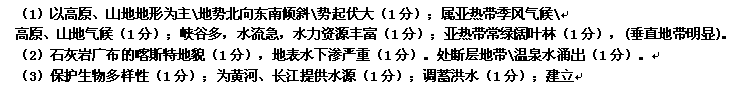 (1)以高原、山地地形为主\地势北向东南倾斜\势起伏大(1分);属亚热带季风气候\
高原、山地气候(1分);峡谷多,水流急,水力资源丰富(1分);亚热带常绿阔叶林(1分),(垂直地带明显)。
(2)石灰岩广布的喀斯特地貌(1分),地表水下渗严重(1分)。处断层地带\温泉水涌出(1分)。
(3)保护生物多样性(1分);为黄河、长江提供水源(1分);调蓄洪水(1分);建立